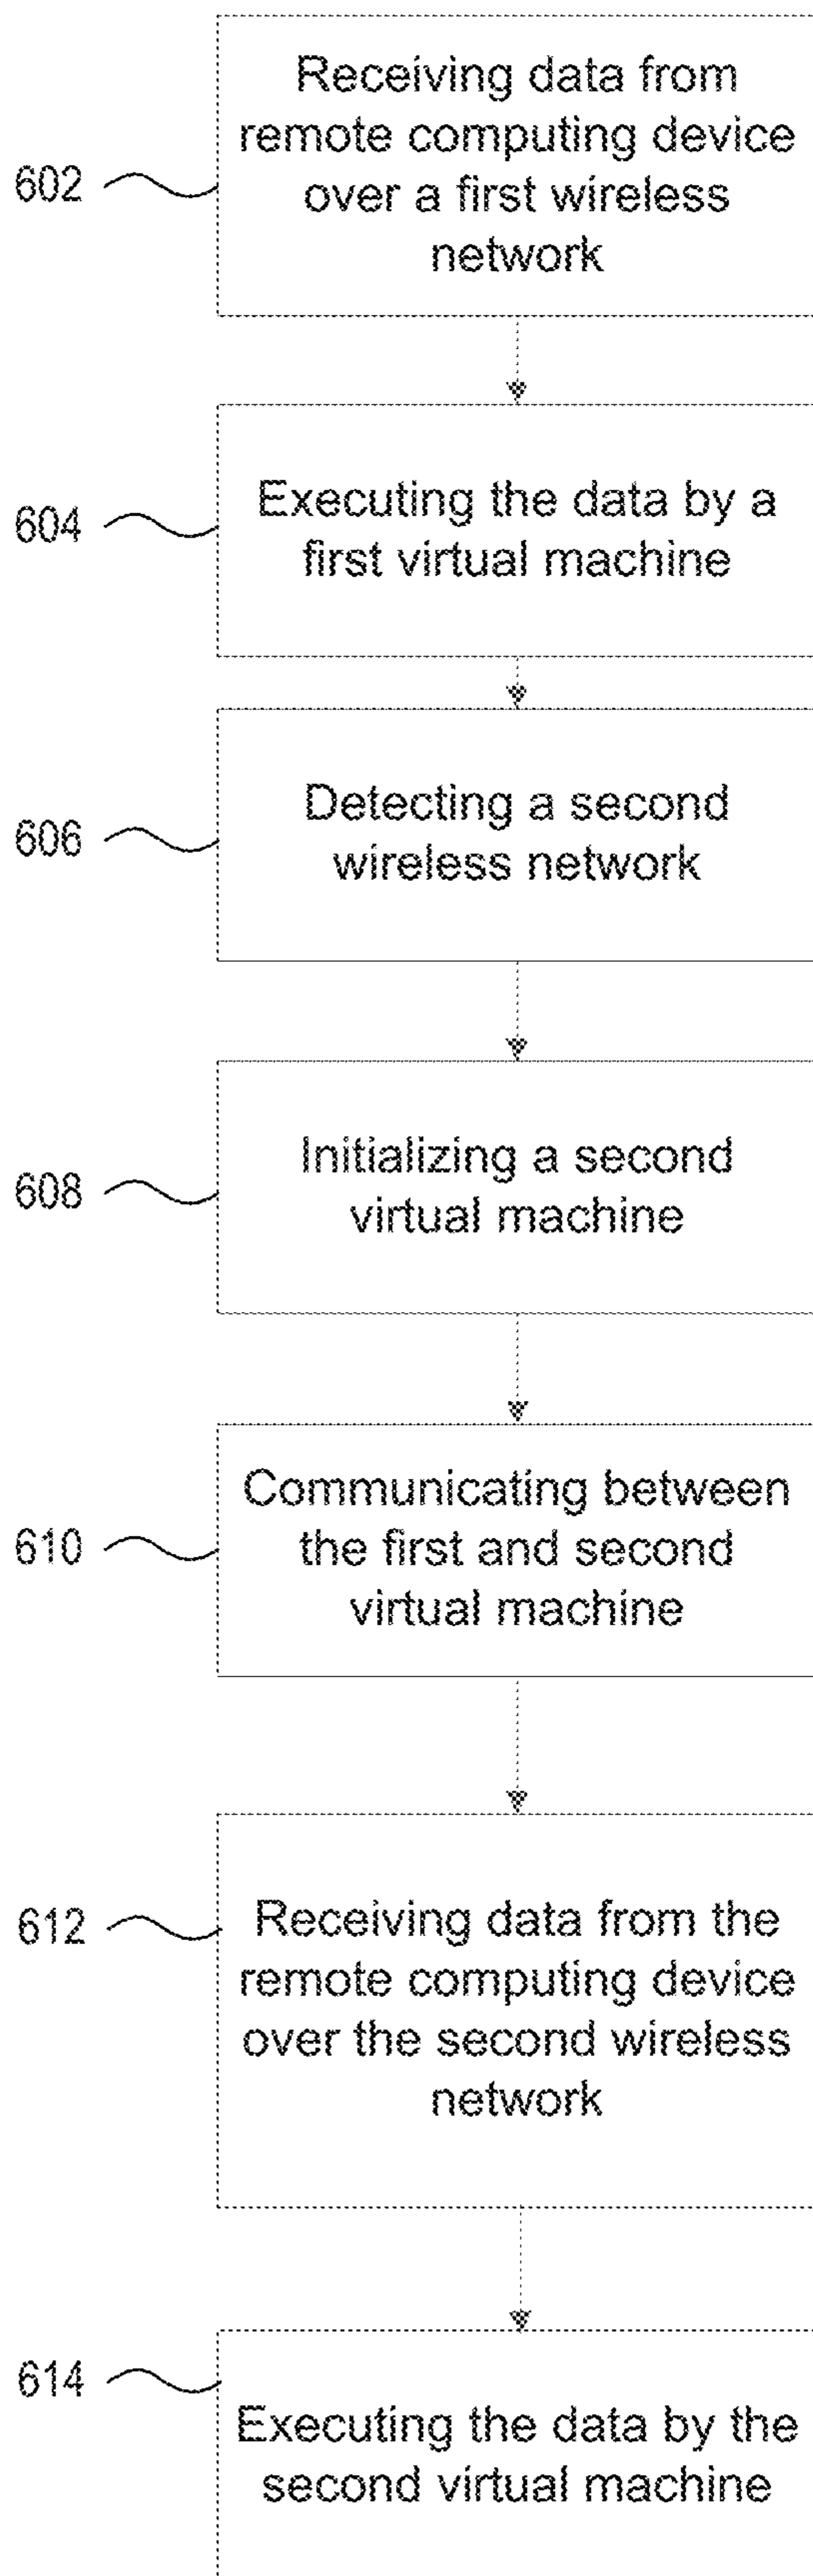 Receiving data from
remote computing device
602
over a first wireless
network
Executing the data by a
604
first virtual machine
Detecting a second
606
wireless network
Initializing a second
608
virtual machine
Communicating between
610
the first and second
virtual machine
612
Receiving data from the
remote computing device
over the second wireless
network
614
Executing the data by the
second virtual machine